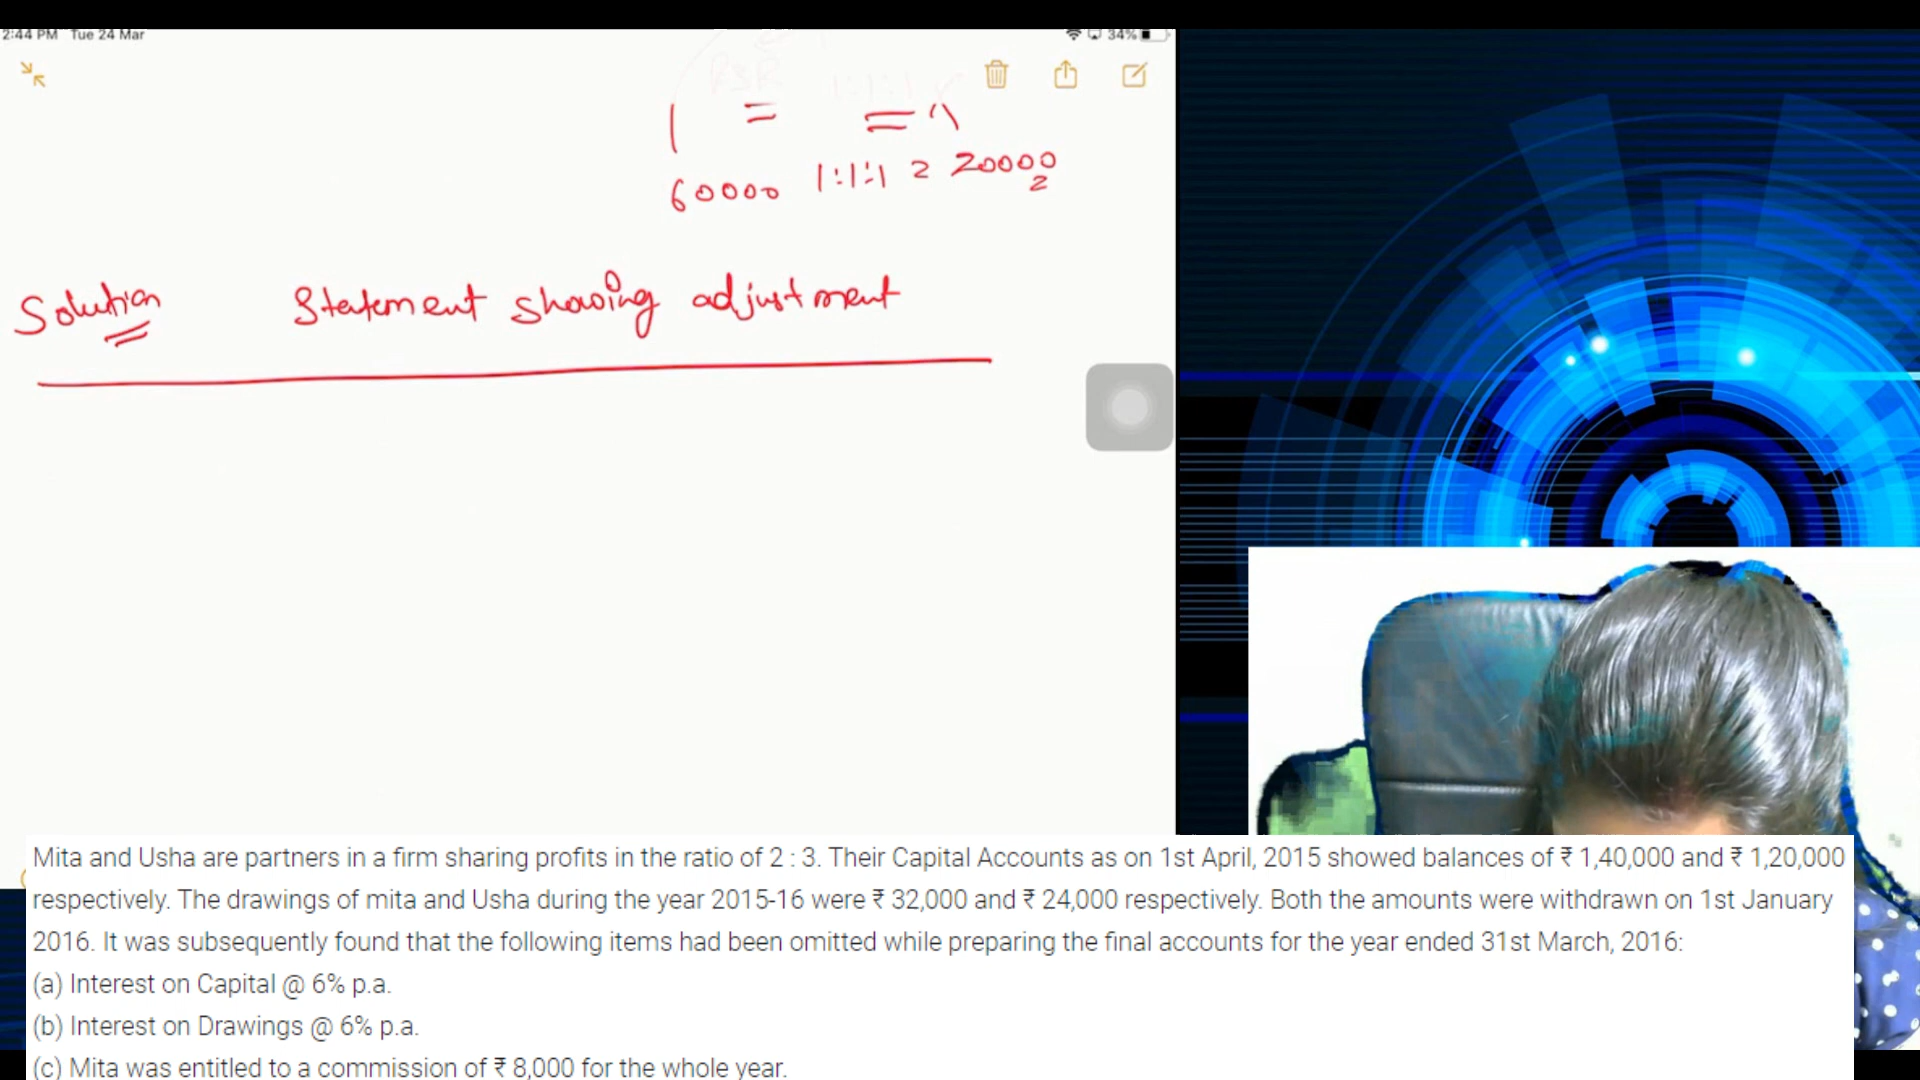 2:44 PM Tue 24 Mar 34%
60000 1:1:1 = 20000
Solution Statement showing adjustment
Mita and Usha are partners in a firm sharing profits in the ratio of 2 : 3. Their Capital Accounts as on 1st April, 2015 showed balances of ₹ 1,40,000 and ₹ 1,20,000
respectively. The drawings of mita and Usha during the year 2015-16 were ₹ 32,000 and ₹ 24,000 respectively. Both the amounts were withdrawn on 1st January
2016. It was subsequently found that the following items had been omitted while preparing the final accounts for the year ended 31st March, 2016:
(a) Interest on Capital @ 6% p.a.
(b) Interest on Drawings @ 6% p.a.
(c) Mita was entitled to a commission of ₹ 8,000 for the whole year.